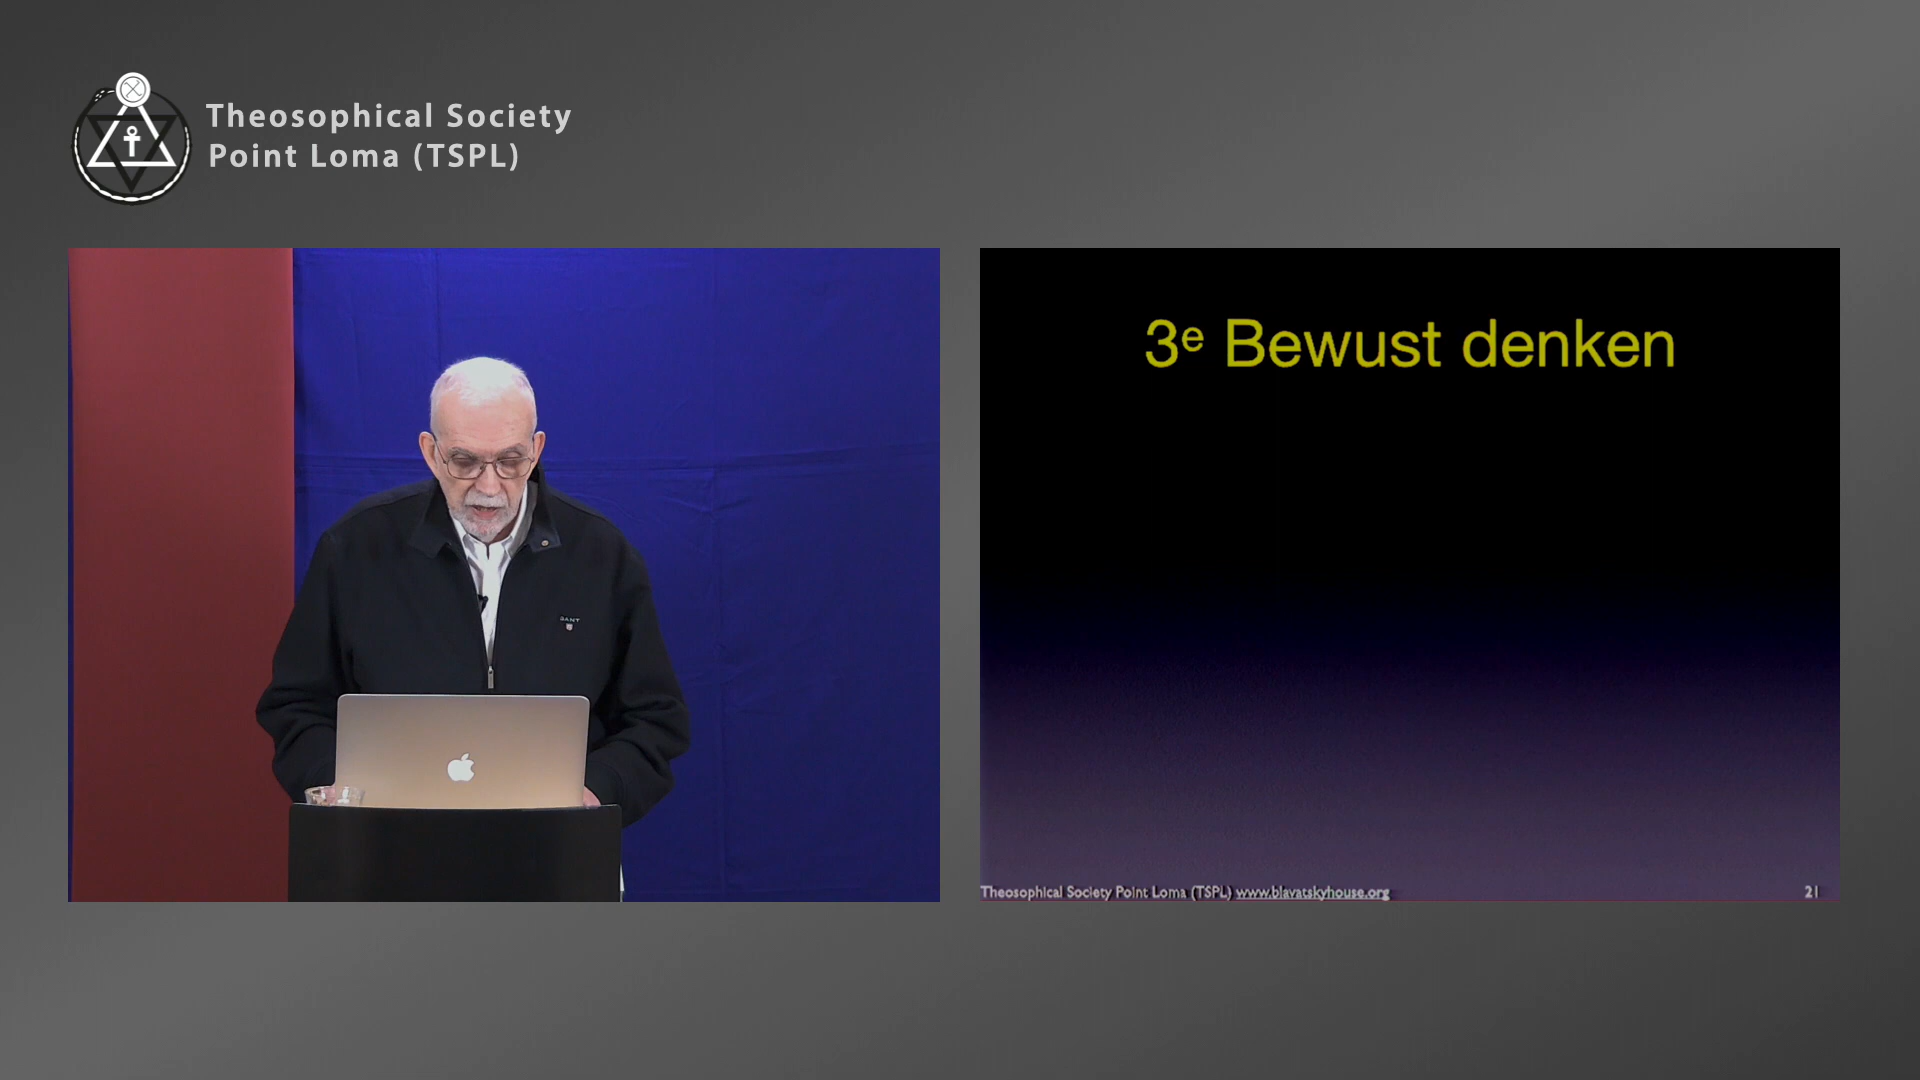 Theosophical Society
Point Loma (TSPL)
3e Bewust denken
GANT
Theosophical Society Point Loma (TSPL) www.blavatskyhouse.org
21